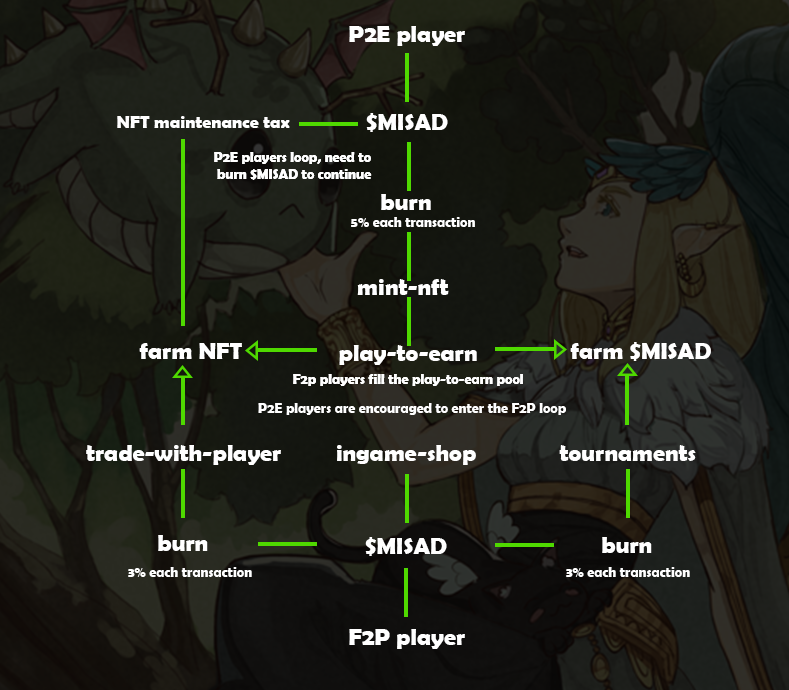 P2E player
NFT maintenance tax
$MISAD
P2E players loop, need to
burn $MISAD to continue
burn
5% each transaction
mint-nft
farm NFT
play-to-earn
farm $MISAD
F2p players fill the play-to-earn pool
P2E players are encouraged to enter the F2P loop
trade-with-player
ingame-shop
tournaments
burn
$MISAD
burn
3% each transaction
3% each transaction
F2P player